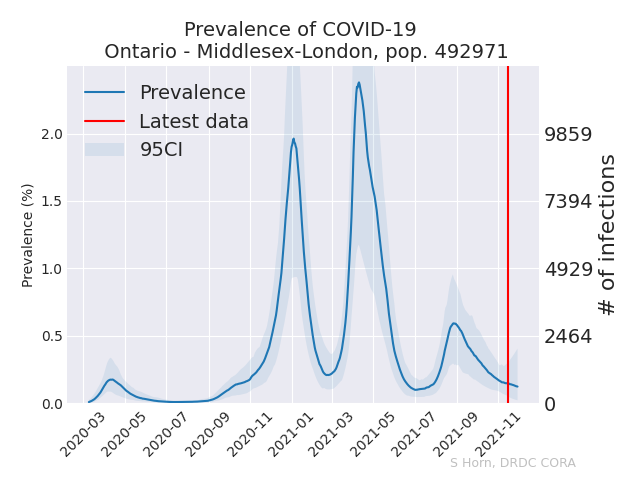 Prevalence of COVID-19
Ontario - Middlesex-London, pop. 492971
Prevalence
Latest data
95CI
Prevalence (%)
2.0
1.5
1.0
0.5
0.0
9859
7394
4929
2464
0
# of infections
2020-03
2020-05
2020-07
2020-09
2020-11
2021-01
2021-03
2021-05
2021-07
2021-09
2021-11
S Horn, DRDC CORA